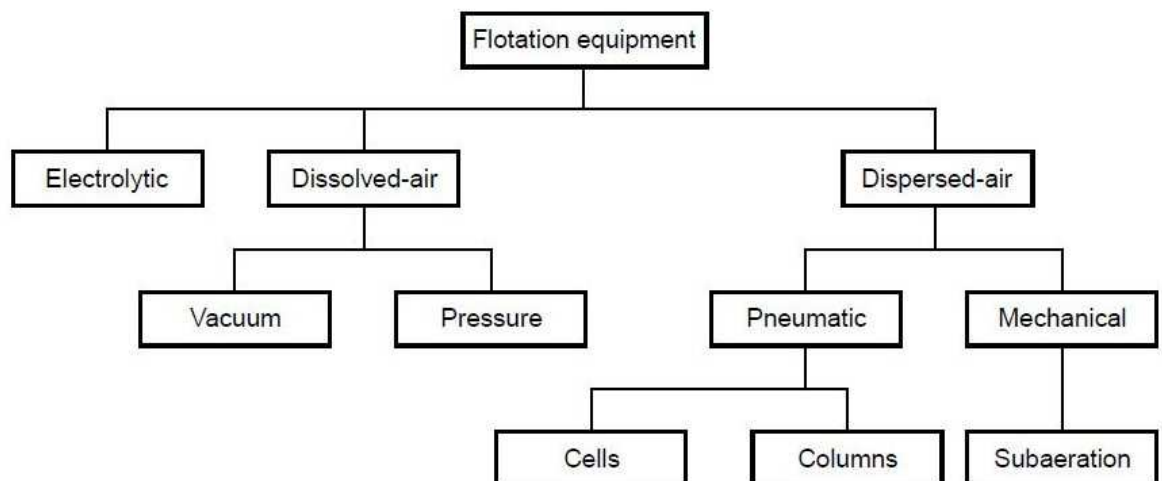 Flotation equipment
Electrolytic
Dissolved-air
Dispersed-air
Vacuum
Pressure
Pneumatic
Mechanical
Cells
Columns
Subaeration